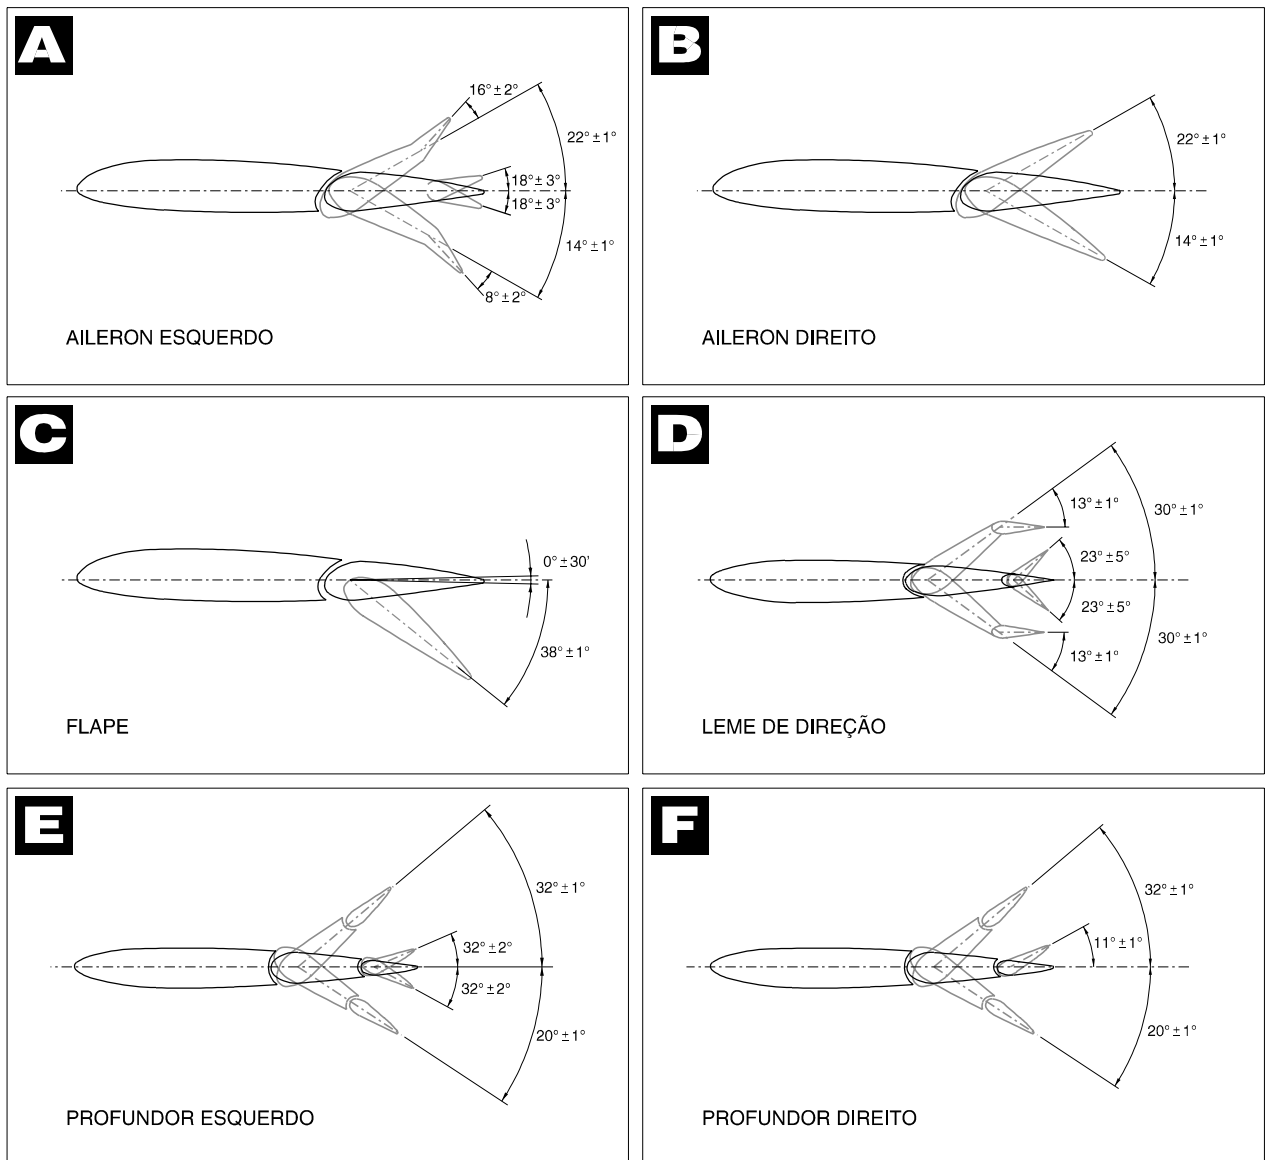 A
16° ± 2°
22° ± 1°
18° ± 3°
18° ± 3°
14° ± 1°
8° ± 2°
AILERON ESQUERDO
B
22° ± 1°
14° ± 1°
AILERON DIREITO
C
0° ± 30'
38° ± 1°
FLAPE
D
13° ± 1°
30° ± 1°
23° ± 5°
23° ± 5°
30° ± 1°
13° ± 1°
LEME DE DIREÇÃO
E
32° ± 1°
32° ± 2°
32° ± 2°
20° ± 1°
PROFUNDOR ESQUERDO
F
32° ± 1°
11° ± 1°
20° ± 1°
PROFUNDOR DIREITO